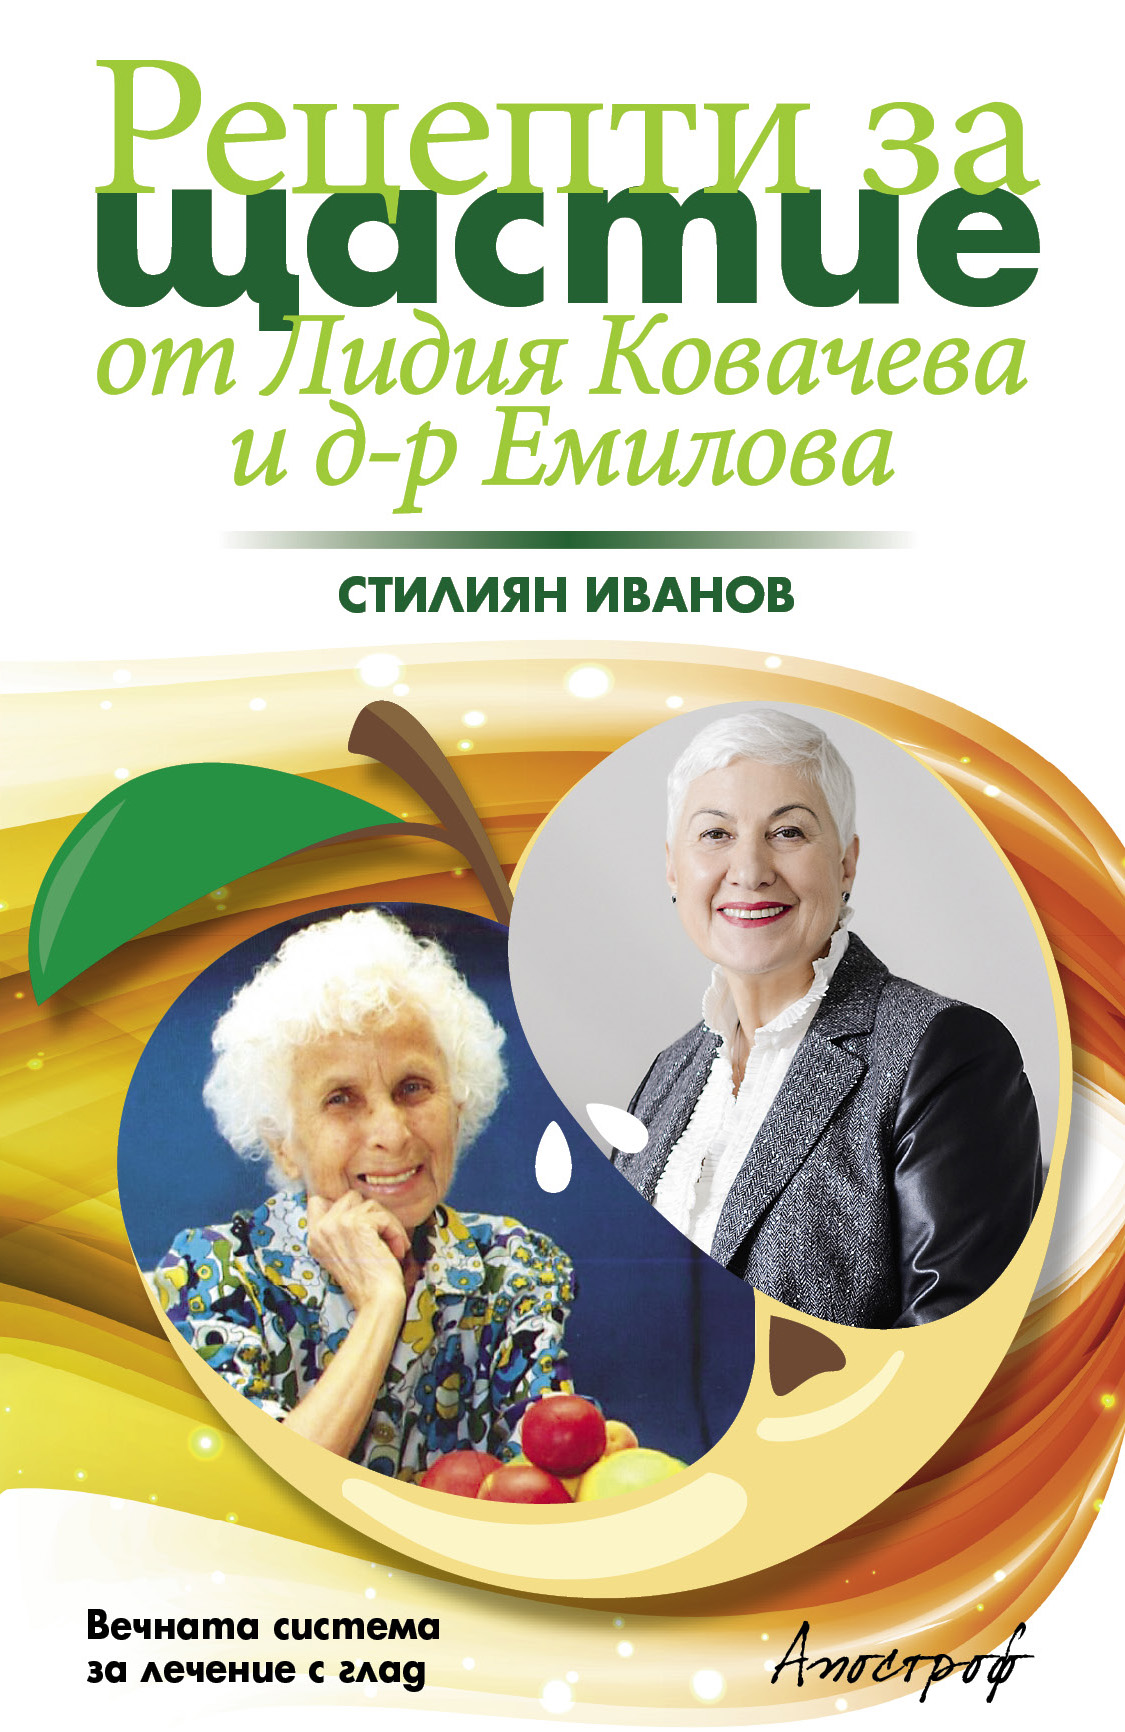 Рецепти за
щастие
от Лидия Ковачева
и д-р Емилова
СТИЛИЯН ИВАНОВ
Вечната система
за лечение с глад
Апостроф